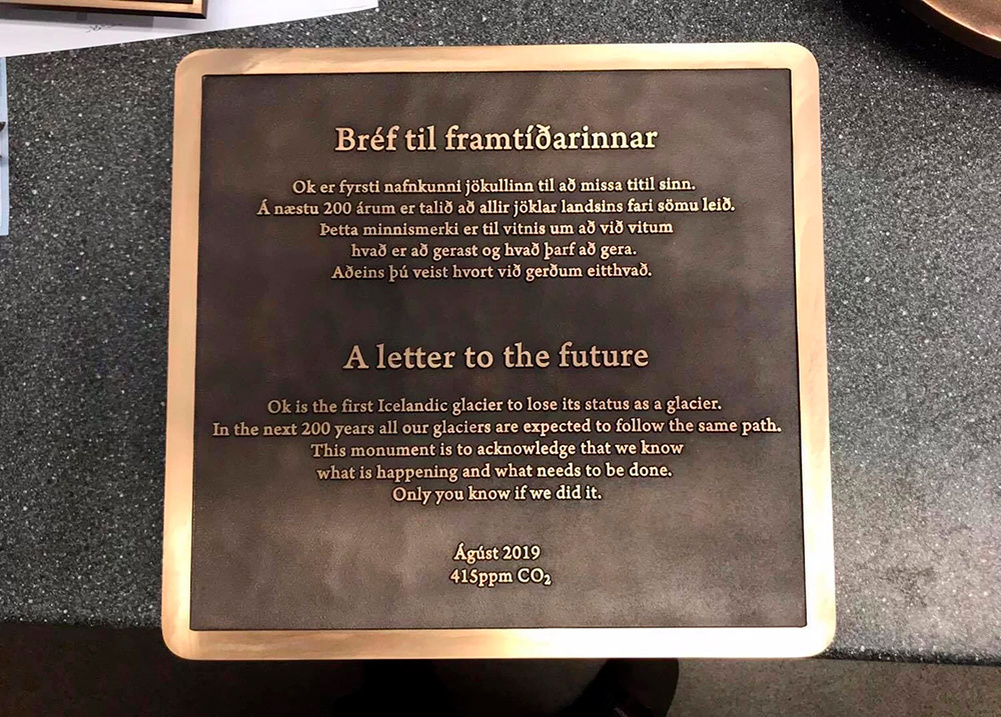 Bréf til framtíðarinnar
Ok er fyrsti nafnkunni jökullinn til að missa titil sinn.
Á næstu 200 árum er talið að allir jöklar landsins fari sömu leið.
Þetta minnismerki er til vitnis um að við vitum
hvað er að gerast og hvað þarf að gera.
Aðeins þú veist hvort við gerðum eitthvað.
A letter to the future
Ok is the first Icelandic glacier to lose its status as a glacier.
In the next 200 years all our glaciers are expected to follow the same path.
This monument is to acknowledge that we know
what is happening and what needs to be done.
Only you know if we did it.
Ágúst 2019
415ppm CO₂